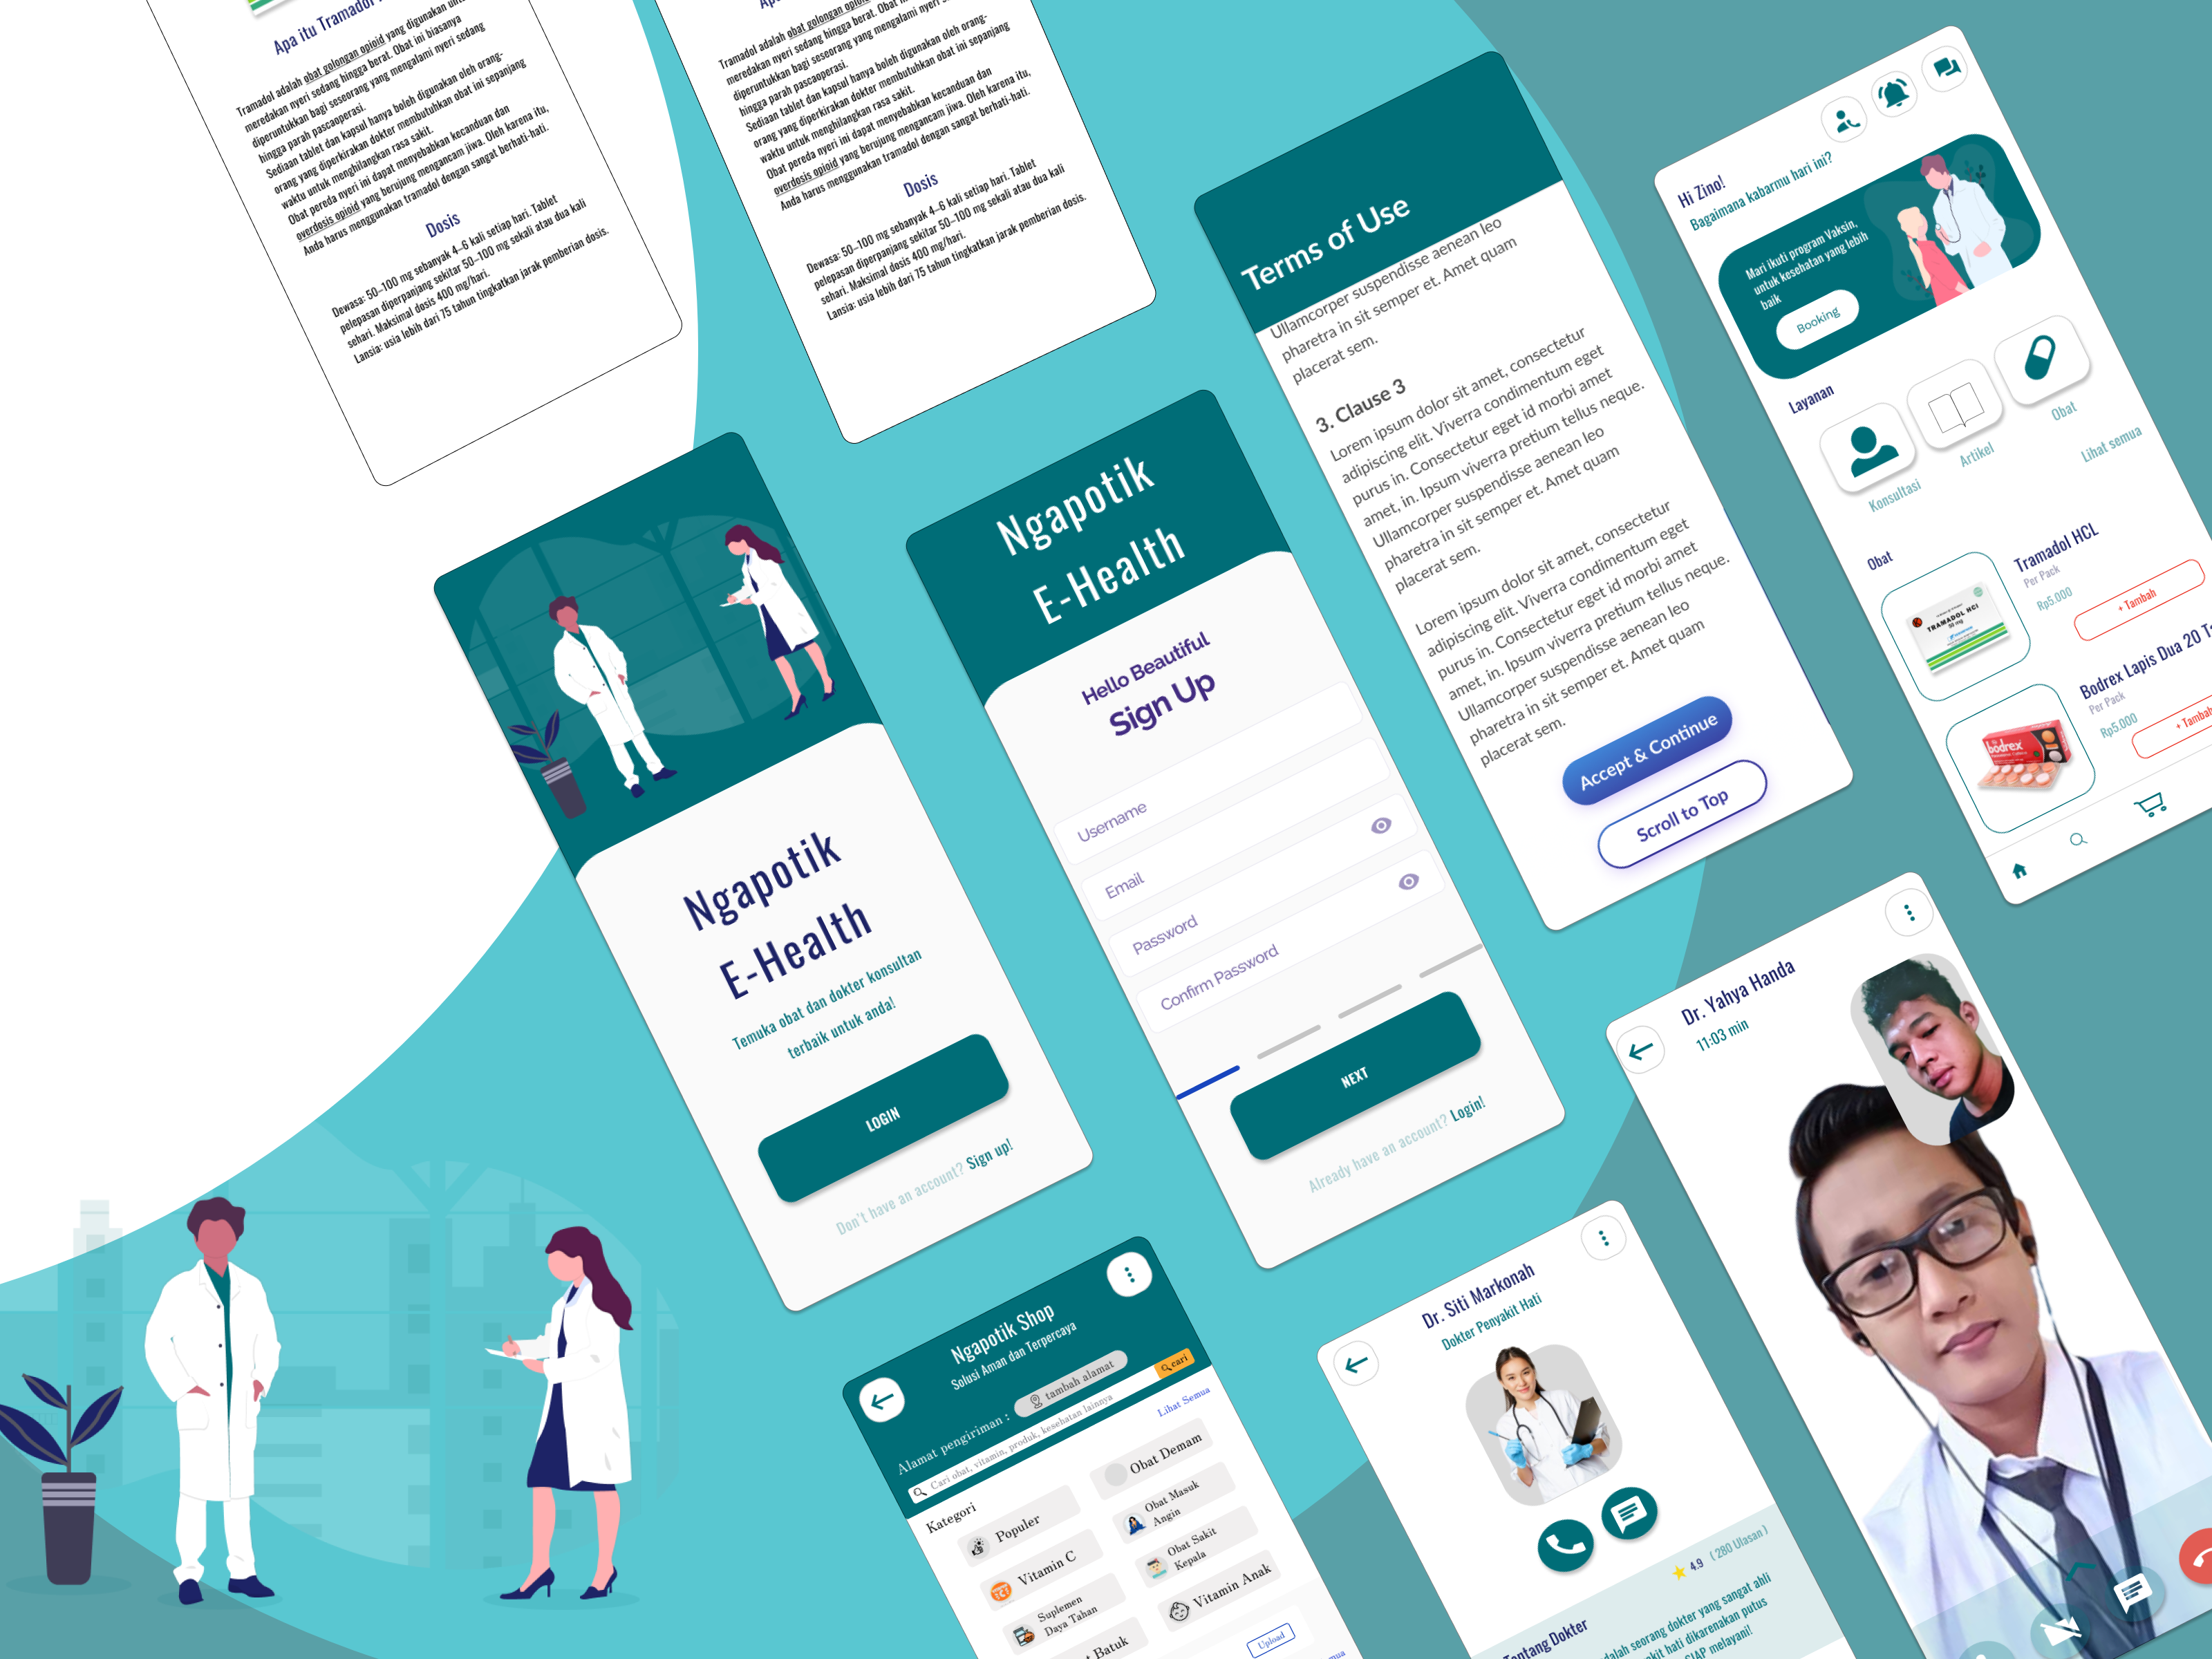 Apa itu Tramadol
Tramadol adalah obat golongan opioid yang digunakan
meredakan nyeri sedang hingga berat. Obat ini biasanya
diperuntukkan bagi seseorang yang mengalami nyeri sedang
hingga parah pascaoperasi.
Sediaan tablet dan kapsul hanya boleh digunakan oleh orang-
orang yang diperkirakan dokter membutuhkan obat ini sepanjang
waktu untuk menghilangkan rasa sakit.
Obat pereda nyeri ini dapat menyebabkan kecanduan dan
overdosis opioid yang berujung mengancam jiwa. Oleh karena itu,
Anda harus menggunakan tramadol dengan sangat berhati-hati.
Dosis
Dewasa: 50–100 mg sebanyak 4–6 kali setiap hari. Tablet
pelepasan diperpanjang sekitar 50–100 mg sekali atau dua kali
sehari. Maksimal dosis 400 mg/hari.
Lansia: usia lebih dari 75 tahun tingkatkan jarak pemberian dosis.
Tramadol adalah obat golongan opioid
meredakan nyeri sedang hingga berat. Obat
diperuntukkan bagi seseorang yang mengalami nyeri
hingga parah pascaoperasi.
Sediaan tablet dan kapsul hanya boleh digunakan oleh orang-
orang yang diperkirakan dokter membutuhkan obat ini sepanjang
waktu untuk menghilangkan rasa sakit.
Obat pereda nyeri ini dapat menyebabkan kecanduan dan
overdosis opioid yang berujung mengancam jiwa. Oleh karena itu,
Anda harus menggunakan tramadol dengan sangat berhati-hati.
Dosis
Dewasa: 50–100 mg sebanyak 4–6 kali setiap hari. Tablet
pelepasan diperpanjang sekitar 50–100 mg sekali atau dua kali
sehari. Maksimal dosis 400 mg/hari.
Lansia: usia lebih dari 75 tahun tingkatkan jarak pemberian dosis.
Ngapotik
E-Health
Temuka obat dan dokter konsultan
terbaik untuk anda!
LOGIN
Don't have an account? Sign up!
Ngapotik
E-Health
Hello Beautiful
Sign Up
Username
Email
Password
Confirm Password
NEXT
Already have an account? Login!
Terms of Use
Ullamcorper suspendisse aenean leo
pharetra in sit semper et. Amet quam
placerat sem.
3. Clause 3
Lorem ipsum dolor sit amet, consectetur
adipiscing elit. Viverra condimentum eget
purus in. Consectetur eget id morbi amet
amet, in. Ipsum viverra pretium tellus neque.
Ullamcorper suspendisse aenean leo
pharetra in sit semper et. Amet quam
placerat sem.
Lorem ipsum dolor sit amet, consectetur
adipiscing elit. Viverra condimentum eget
purus in. Consectetur eget id morbi amet
amet, in. Ipsum viverra pretium tellus neque.
Ullamcorper suspendisse aenean leo
pharetra in sit semper et. Amet quam
placerat sem.
Accept & Continue
Scroll to Top
Hi Zino!
Bagaimana kabarmu hari ini?
Mari ikuti program Vaksin,
untuk kesehatan yang lebih
baik
Booking
Layanan
Konsultasi
Artikel
Obat
Lihat semua
Obat
TRAMADOL HCl
50 mg
Tramadol HCL
Per Pack
Rp5.000
+ Tambah
bodrex
Bodrex Lapis Dua 20
Per Pack
Rp5.000
+ Tambah
Ngapotik Shop
Solusi Aman dan Terpercaya
Alamat pengiriman :
tambah alamat
Cari obat, vitamin, produk, kesehatan lainnya
cari
Kategori
Lihat Semua
Populer
Obat Demam
Vitamin C
Obat Masuk
Angin
Suplemen
Daya Tahan
Obat Sakit
Kepala
Batuk
Vitamin Anak
Upload
Dr. Siti Markonah
Dokter Penyakit Hati
4.9 ( 280 Ulasan )
Tentang Dokter
dalah seorang dokter yang sangat ahli
kit hati dikarenakan putus
SIAP melayani!
Dr. Yahya Handa
11:03 min